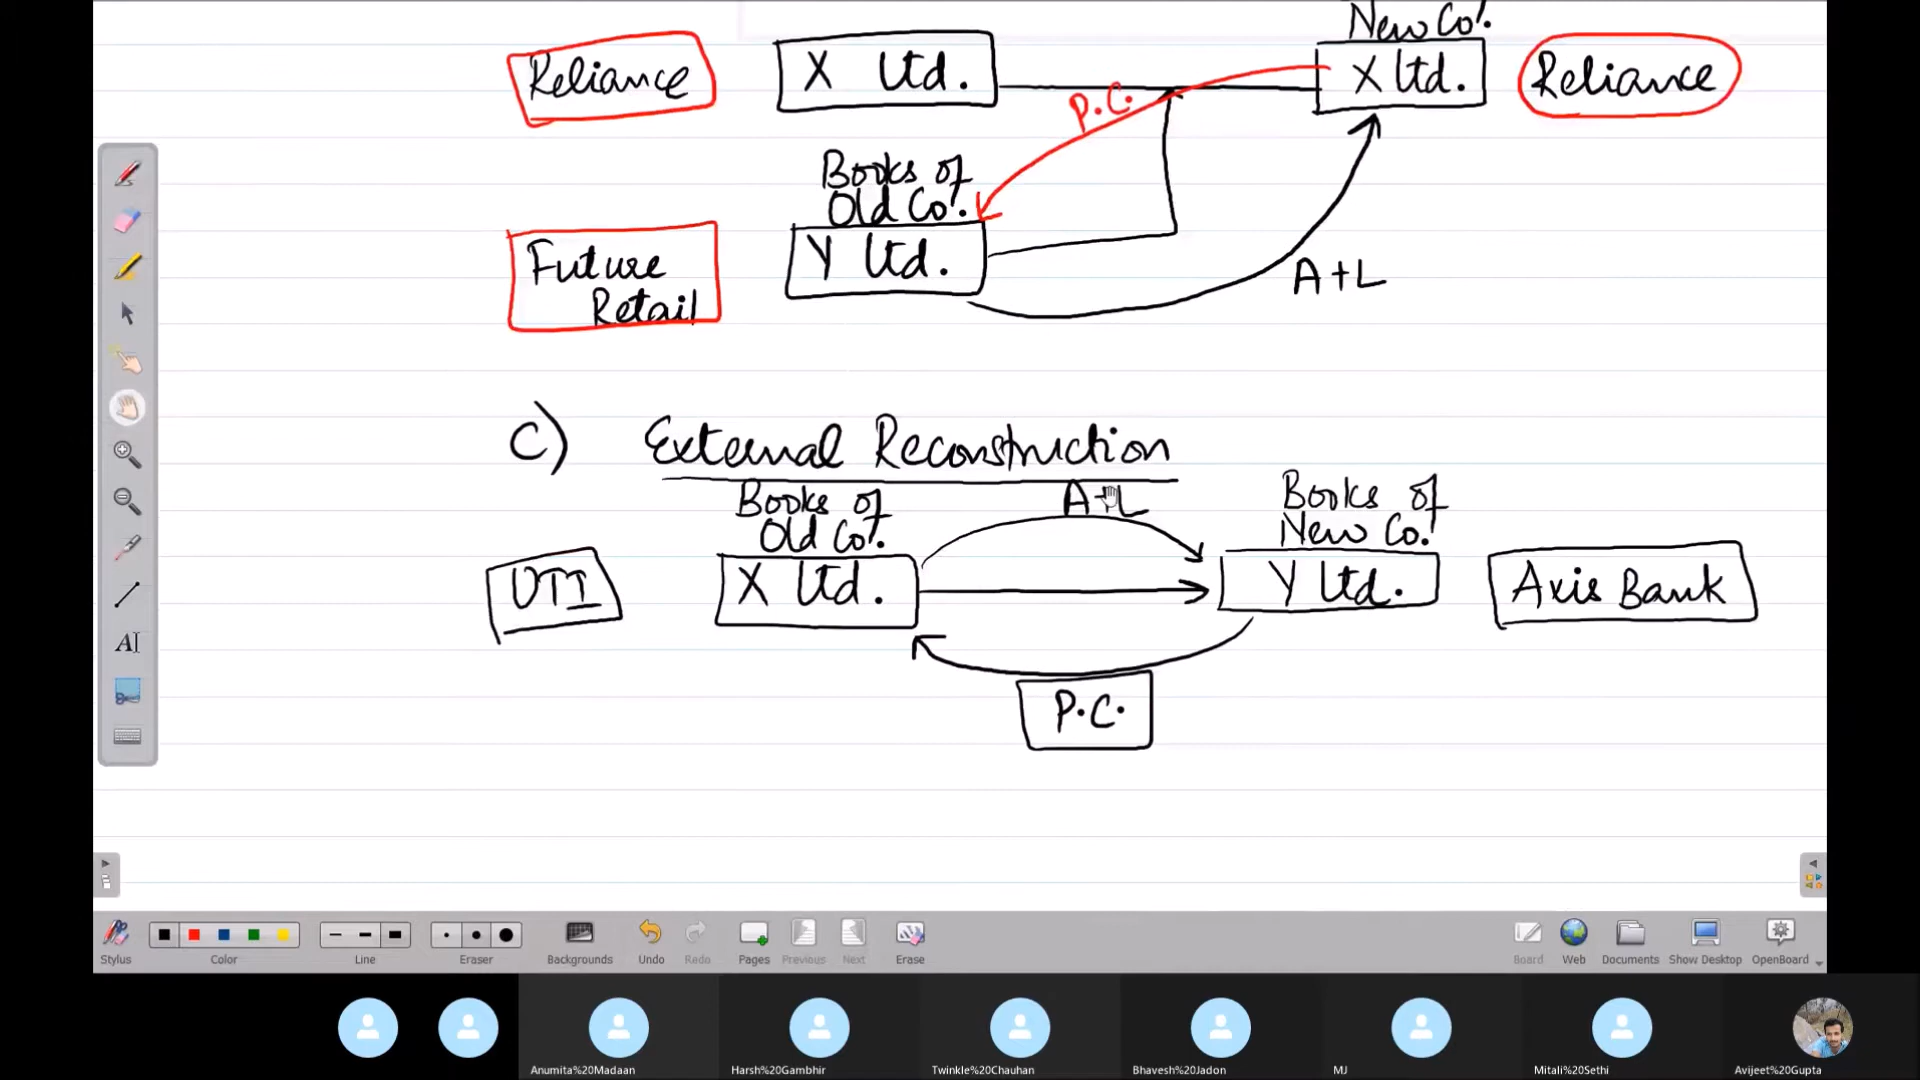 New Co!.
Reliance X Ltd. X Ltd. Reliance
P.C.
Books of
Old Co!.
Future
Retail
Y Ltd.
A+L
C) External Reconstruction
Books of
Old Co!.
A+L
Books of
New Co!
UTI X Ltd. Y Ltd. Axis Bank
P.C.
Stylus Color Line Eraser Backgrounds Undo Redo Pages Previous Next Erase Board Web Documents Show Desktop OpenBoard
Anumita%20Madaan Harsh%20Gambhir Twinkle%20Chauhan Bhavesh%20Jadon MJ Mitali%20Sethi Avijeet%20Gupta